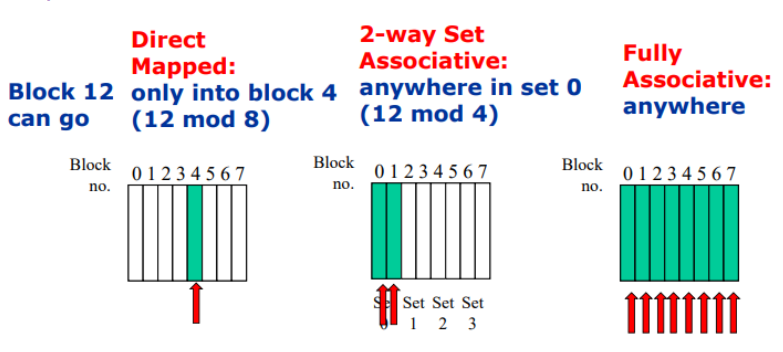 Block 12
can go
Direct
Mapped:
only into block 4
(12 mod 8)
2-way Set
Associative:
anywhere in set 0
(12 mod 4)
Fully
Associative:
anywhere
Block
no.
0 1 2 3 4 5 6 7
Block
no.
0 1 2 3 4 5 6 7
Set Set Set
1 2 3
Block
no.
0 1 2 3 4 5 6 7